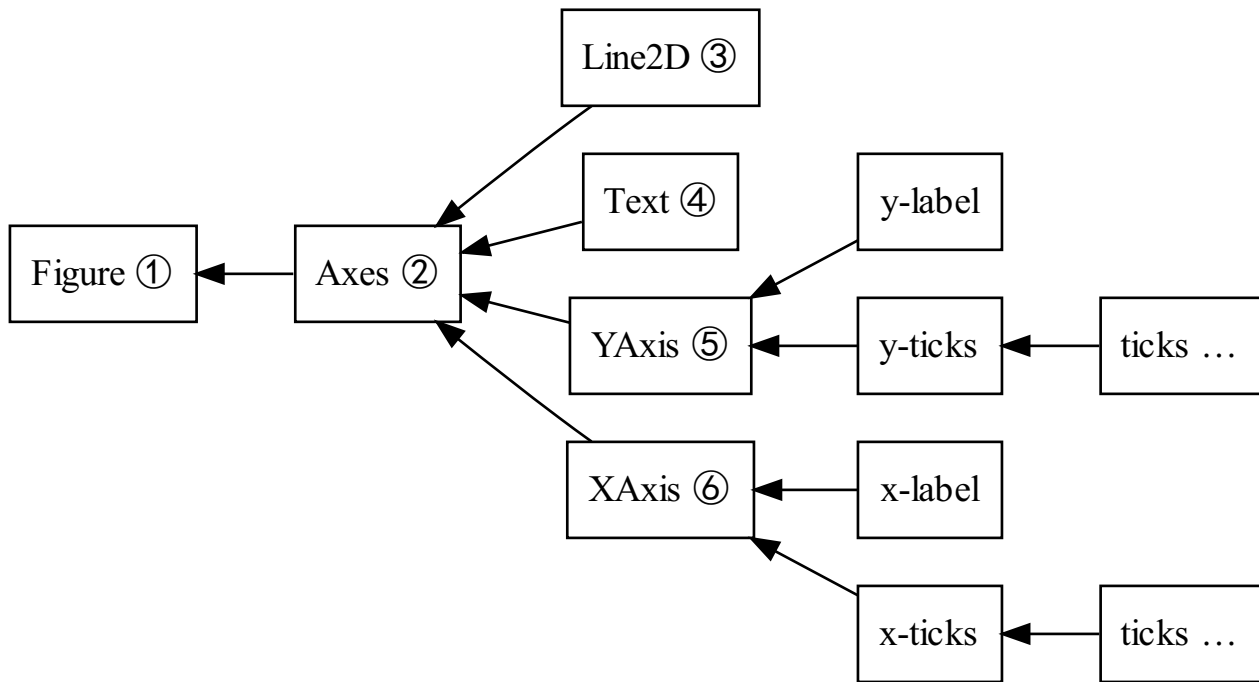 Line2D ③
Text ④
y-label
Figure ①
Axes ②
YAxis ⑤
y-ticks
ticks …
XAxis ⑥
x-label
x-ticks
ticks …